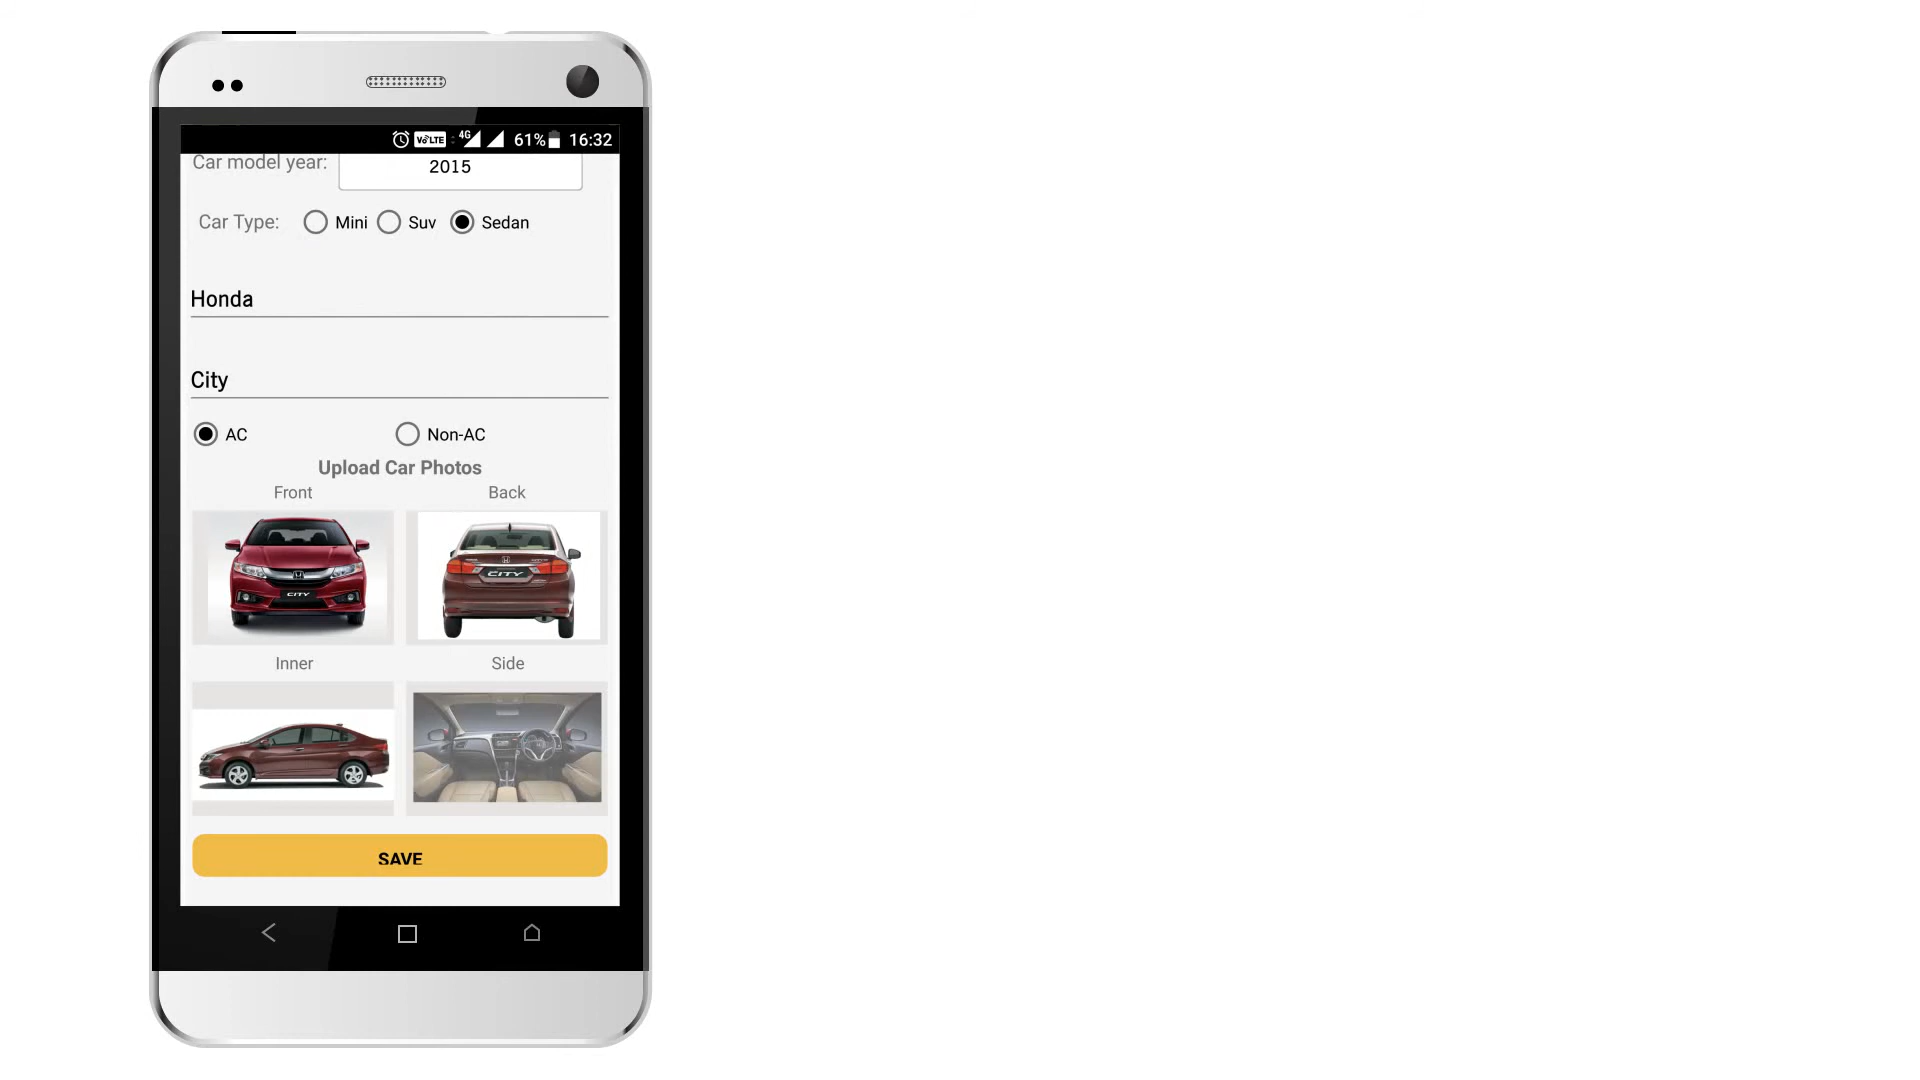 VoLTE 4G 61% 16:32
Car model year: 2015
Car Type: Mini Suv Sedan
Honda
City
AC Non-AC
Upload Car Photos
Front Back
CITY CITY
Inner Side
SAVE